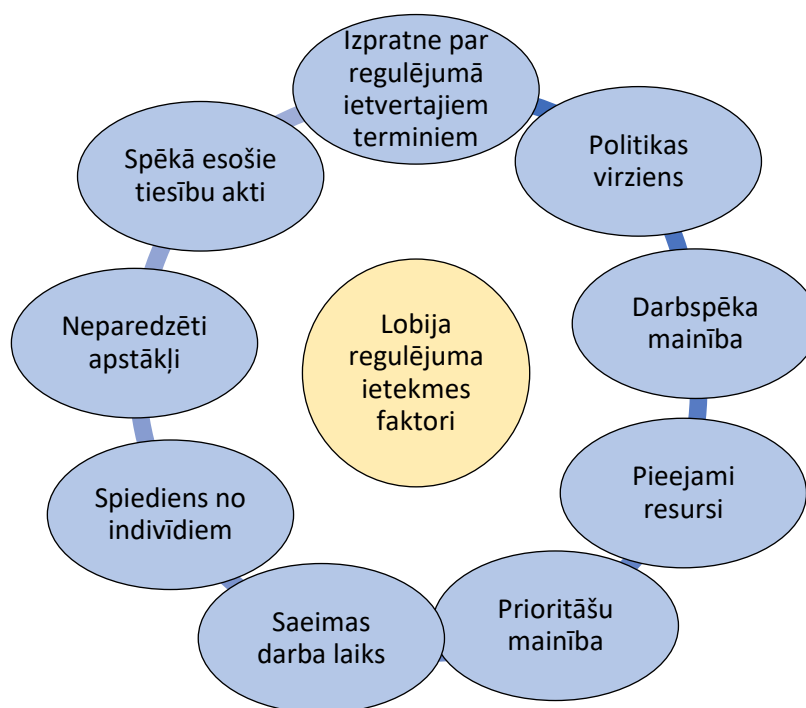 Izpratne par
regulējumā
ietvertajiem
terminiem
Politikas
virziens
Darbspēka
mainība
Pieejami
resursi
Prioritāšu
mainība
Saeimas
darba laiks
Spiediens no
indivīdiem
Neparedzēti
apstākļi
Spēkā esošie
tiesību akti
Lobija
regulējuma
ietekmes
faktori